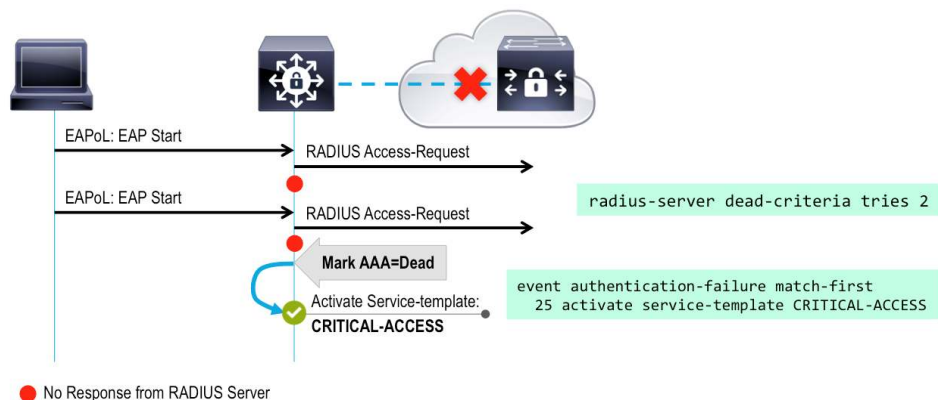 EAPoL: EAP Start
RADIUS Access-Request
EAPoL: EAP Start
RADIUS Access-Request
radius-server dead-criteria tries 2
Mark AAA=Dead
event authentication-failure match-first
25 activate service-template CRITICAL-ACCESS
Activate Service-template:
CRITICAL-ACCESS
No Response from RADIUS Server